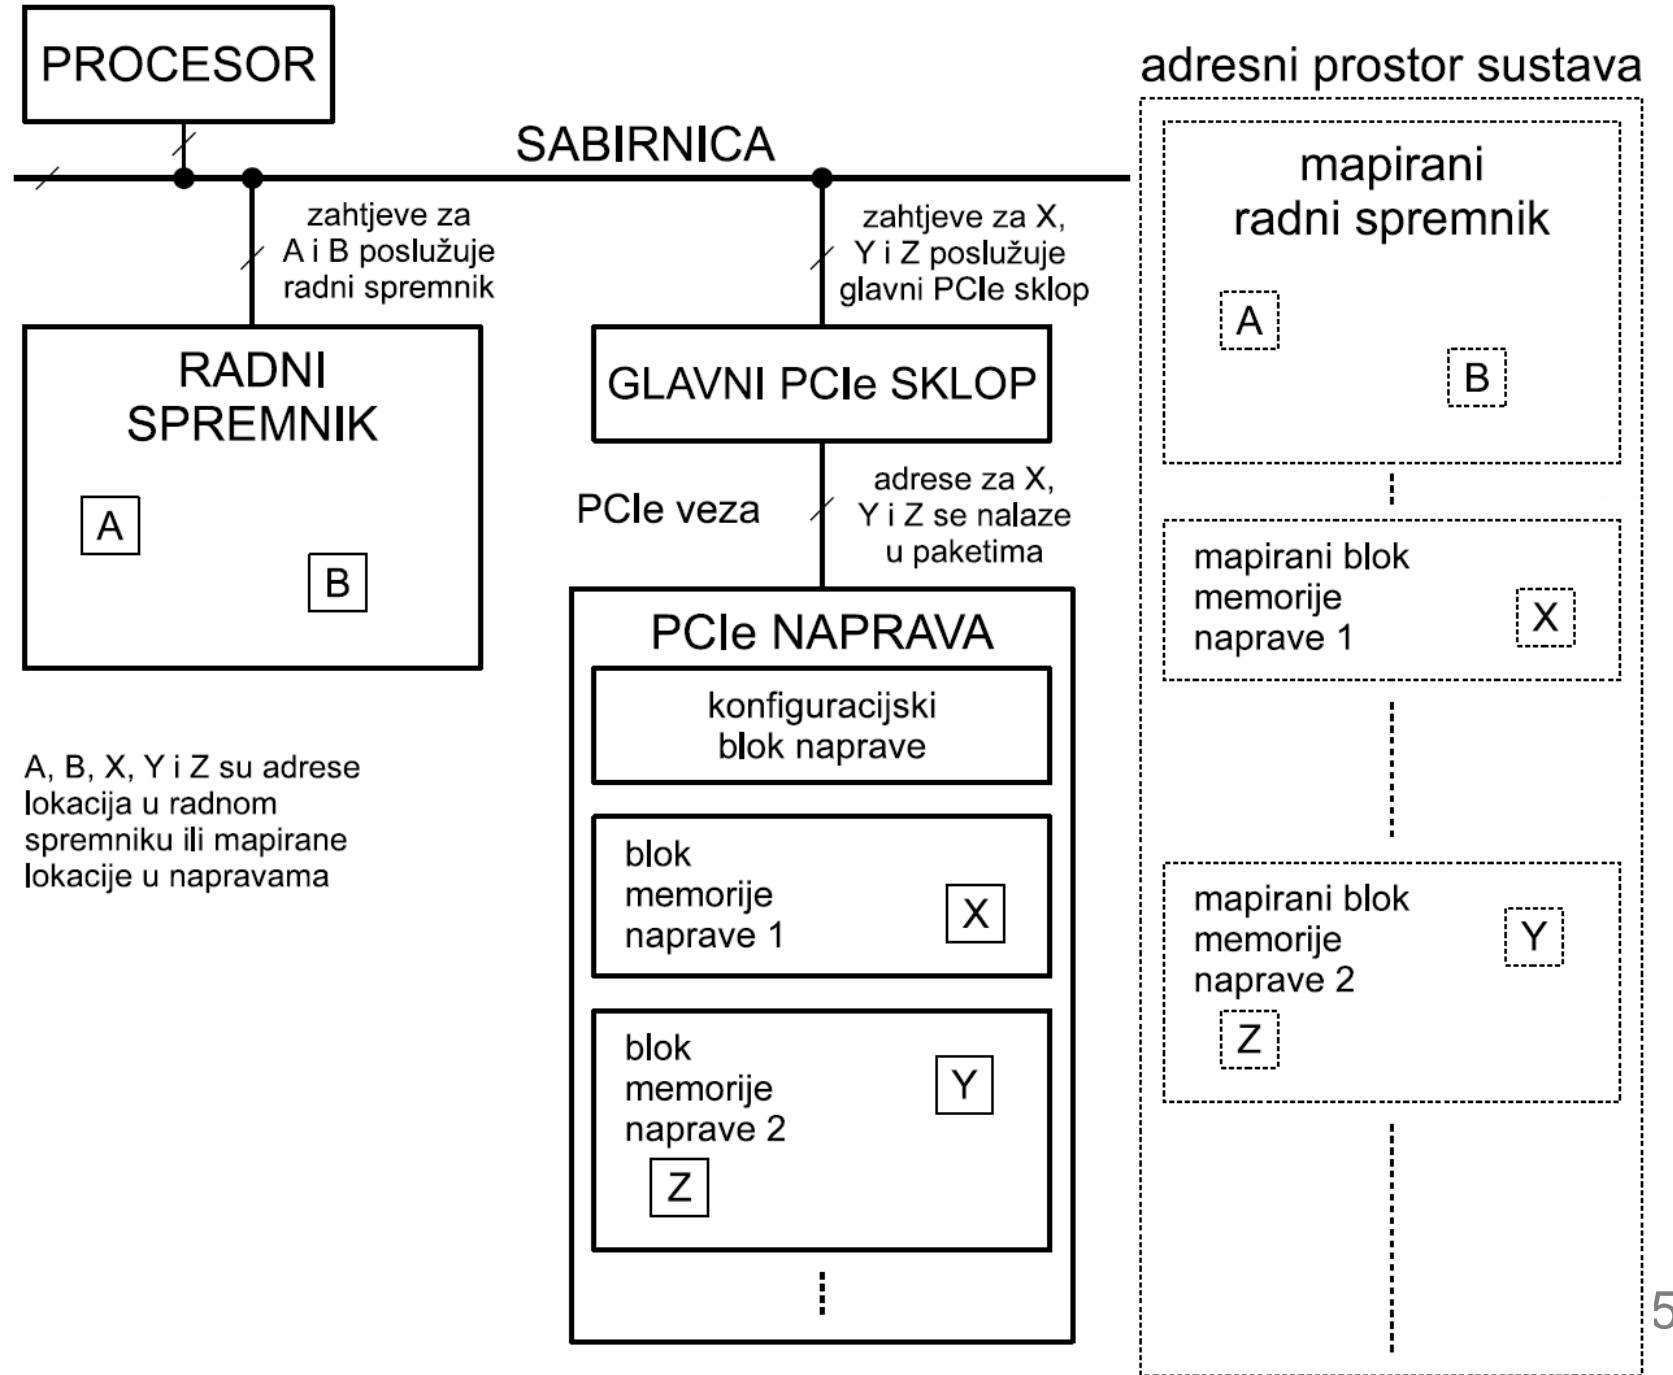 PROCESOR
SABIRNICA
zahtjeve za
A i B poslužuje
radni spremnik
zahtjeve za X,
Y i Z poslužuje
glavni PCIe sklop
RADNI
SPREMNIK
A
B
GLAVNI PCIe SKLOP
PCIe veza
adrese za X,
Y i Z se nalaze
u paketima
PCIe NAPRAVA
konfiguracijski
blok naprave
blok
memorije
naprave 1
X
blok
memorije
naprave 2
Y
Z
A, B, X, Y i Z su adrese
lokacija u radnom
spremniku ili mapirane
lokacije u napravama
adresni prostor sustava
mapirani
radni spremnik
A
B
mapirani blok
memorije
naprave 1
X
mapirani blok
memorije
naprave 2
Y
Z
5